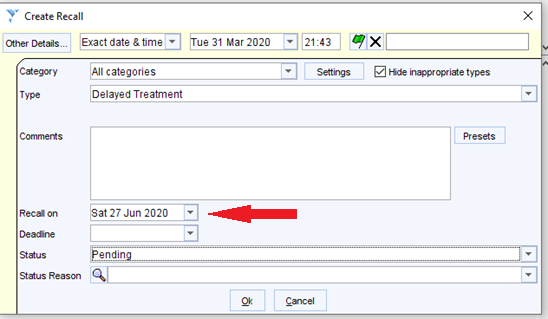 Create Recall
Other Details... Exact date & time Tue 31 Mar 2020 21:43
Category All categories Settings Hide inappropriate types
Type Delayed Treatment
Comments Presets
Recall on Sat 27 Jun 2020
Deadline
Status Pending
Status Reason
Ok Cancel